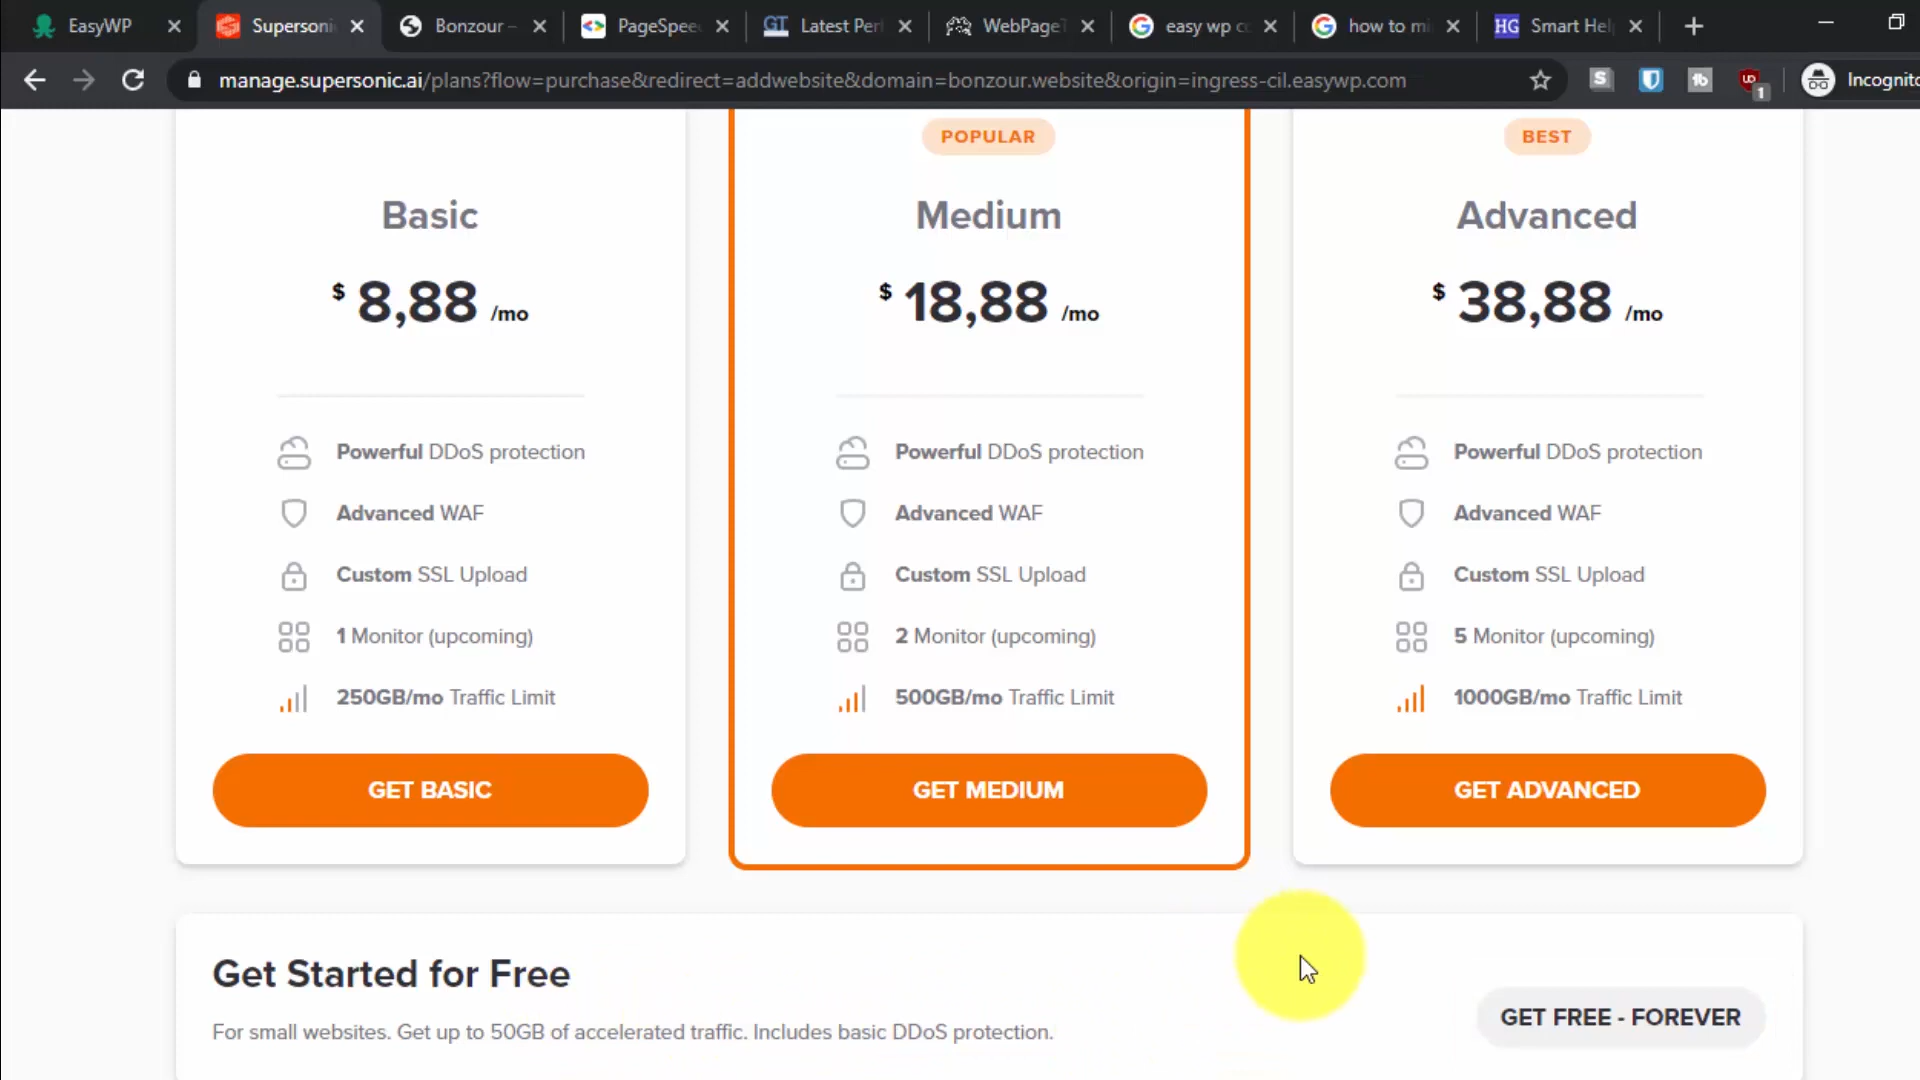 EasyWP
Supersonic
Bonzour –
PageSpee
Latest Per
WebPageT
easy wp c
how to mi
HG
Smart Hel
manage.supersonic.ai/plans?flow=purchase&redirect=addwebsite&domain=bonzour.website&origin=ingress-cil.easywp.com
1
Incognito
POPULAR
BEST
Basic
Medium
Advanced
$ 8,88 /mo
$ 18,88 /mo
$ 38,88 /mo
Powerful DDoS protection
Powerful DDoS protection
Powerful DDoS protection
Advanced WAF
Advanced WAF
Advanced WAF
Custom SSL Upload
Custom SSL Upload
Custom SSL Upload
1 Monitor (upcoming)
2 Monitor (upcoming)
5 Monitor (upcoming)
250GB/mo Traffic Limit
500GB/mo Traffic Limit
1000GB/mo Traffic Limit
GET BASIC
GET MEDIUM
GET ADVANCED
Get Started for Free
For small websites. Get up to 50GB of accelerated traffic. Includes basic DDoS protection.
GET FREE - FOREVER